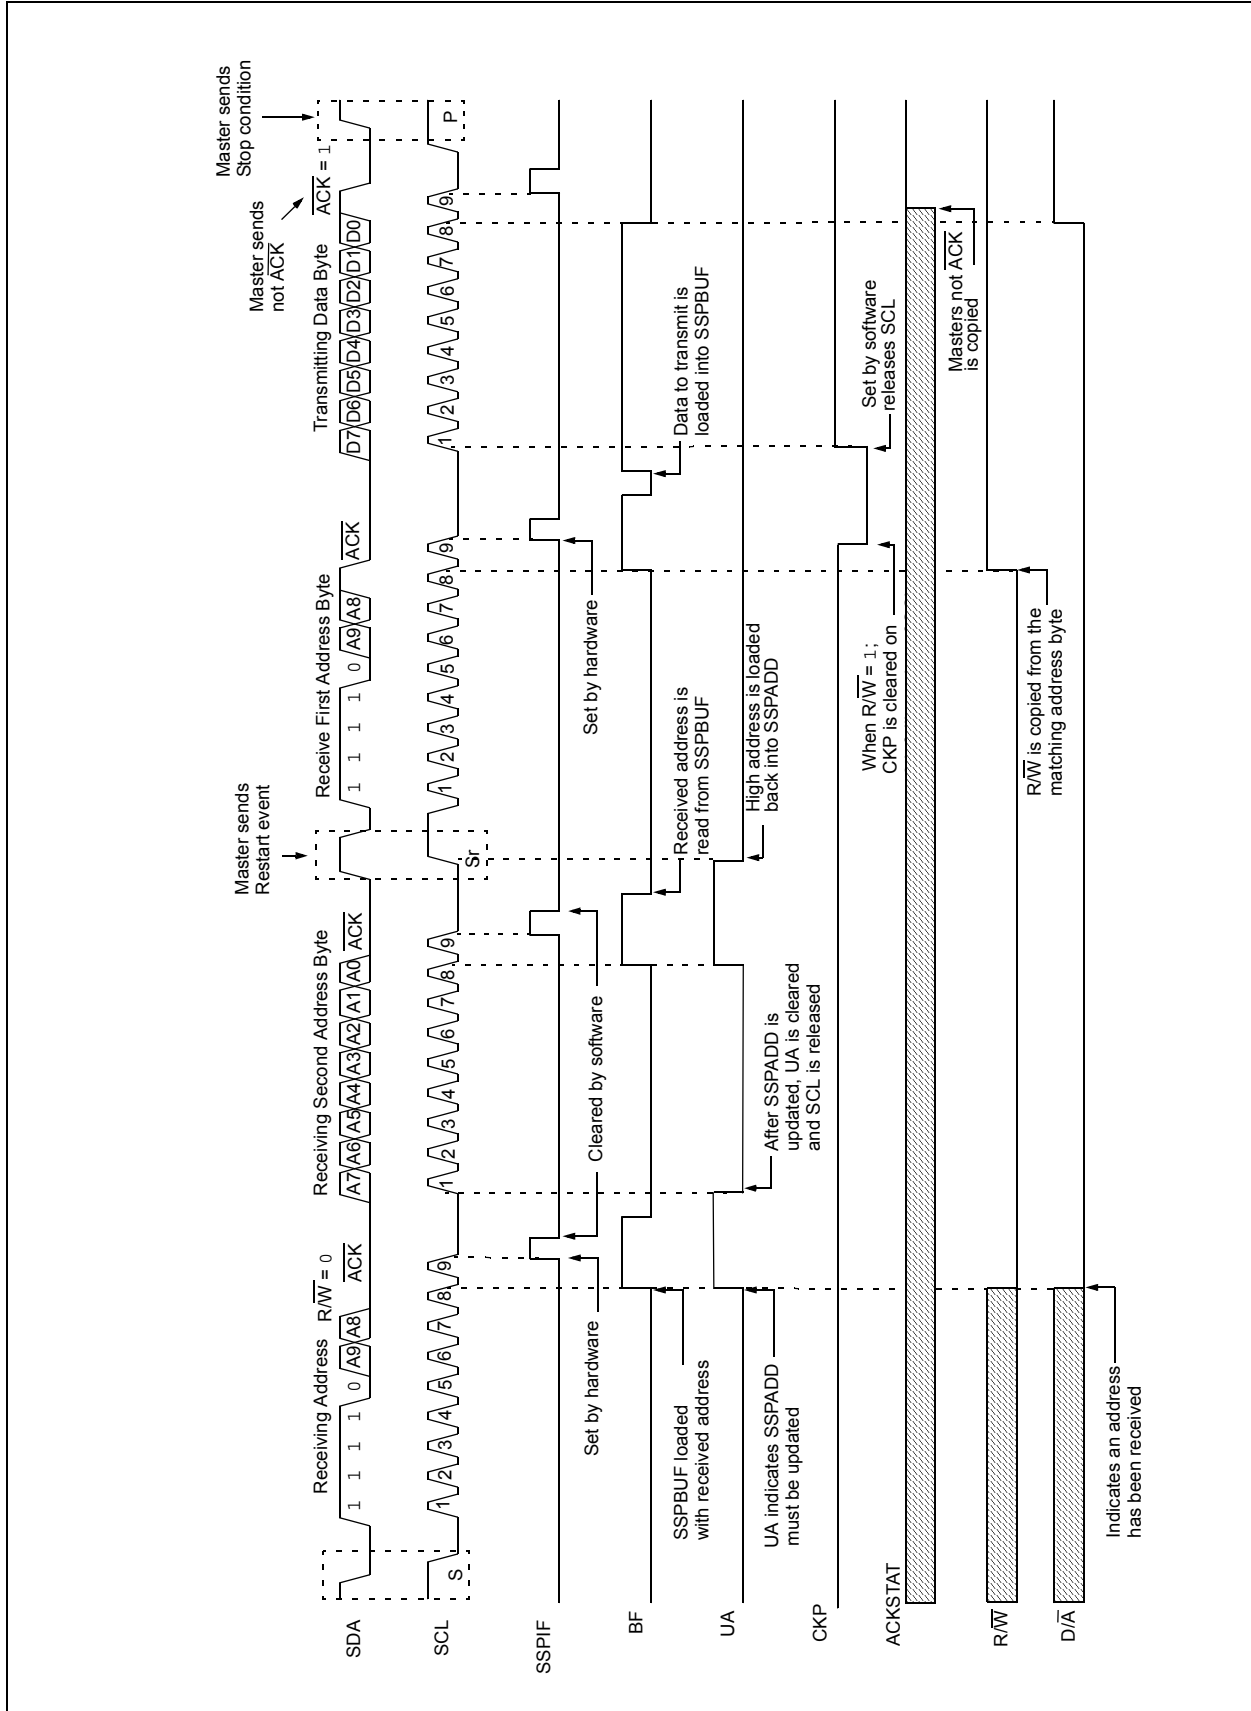 Master sends
Restart event
Master sends
not ACK
Master sends
Stop condition
Receiving Address R/W = 0
Receiving Second Address Byte
Receive First Address Byte
Transmitting Data Byte
ACK = 1
SDA
1 1 1 1 0 A9 A8 ACK
A7 A6 A5 A4 A3 A2 A1 A0 ACK
1 1 1 1 0 A9 A8 ACK
D7 D6 D5 D4 D3 D2 D1 D0
SCL
S
1 2 3 4 5 6 7 8 9
1 2 3 4 5 6 7 8 9
Sr
1 2 3 4 5 6 7 8 9
1 2 3 4 5 6 7 8 9
P
SSPIF
Set by hardware
Cleared by software
Set by hardware
BF
SSPBUF loaded
with received address
Received address is
read from SSPBUF
Data to transmit is
loaded into SSPBUF
UA
UA indicates SSPADD
must be updated
After SSPADD is
updated, UA is cleared
and SCL is released
High address is loaded
back into SSPADD
CKP
When R/W = 1;
CKP is cleared on
Set by software
releases SCL
ACKSTAT
Masters not ACK
is copied
R/W
R/W is copied from the
matching address byte
D/A
Indicates an address
has been received